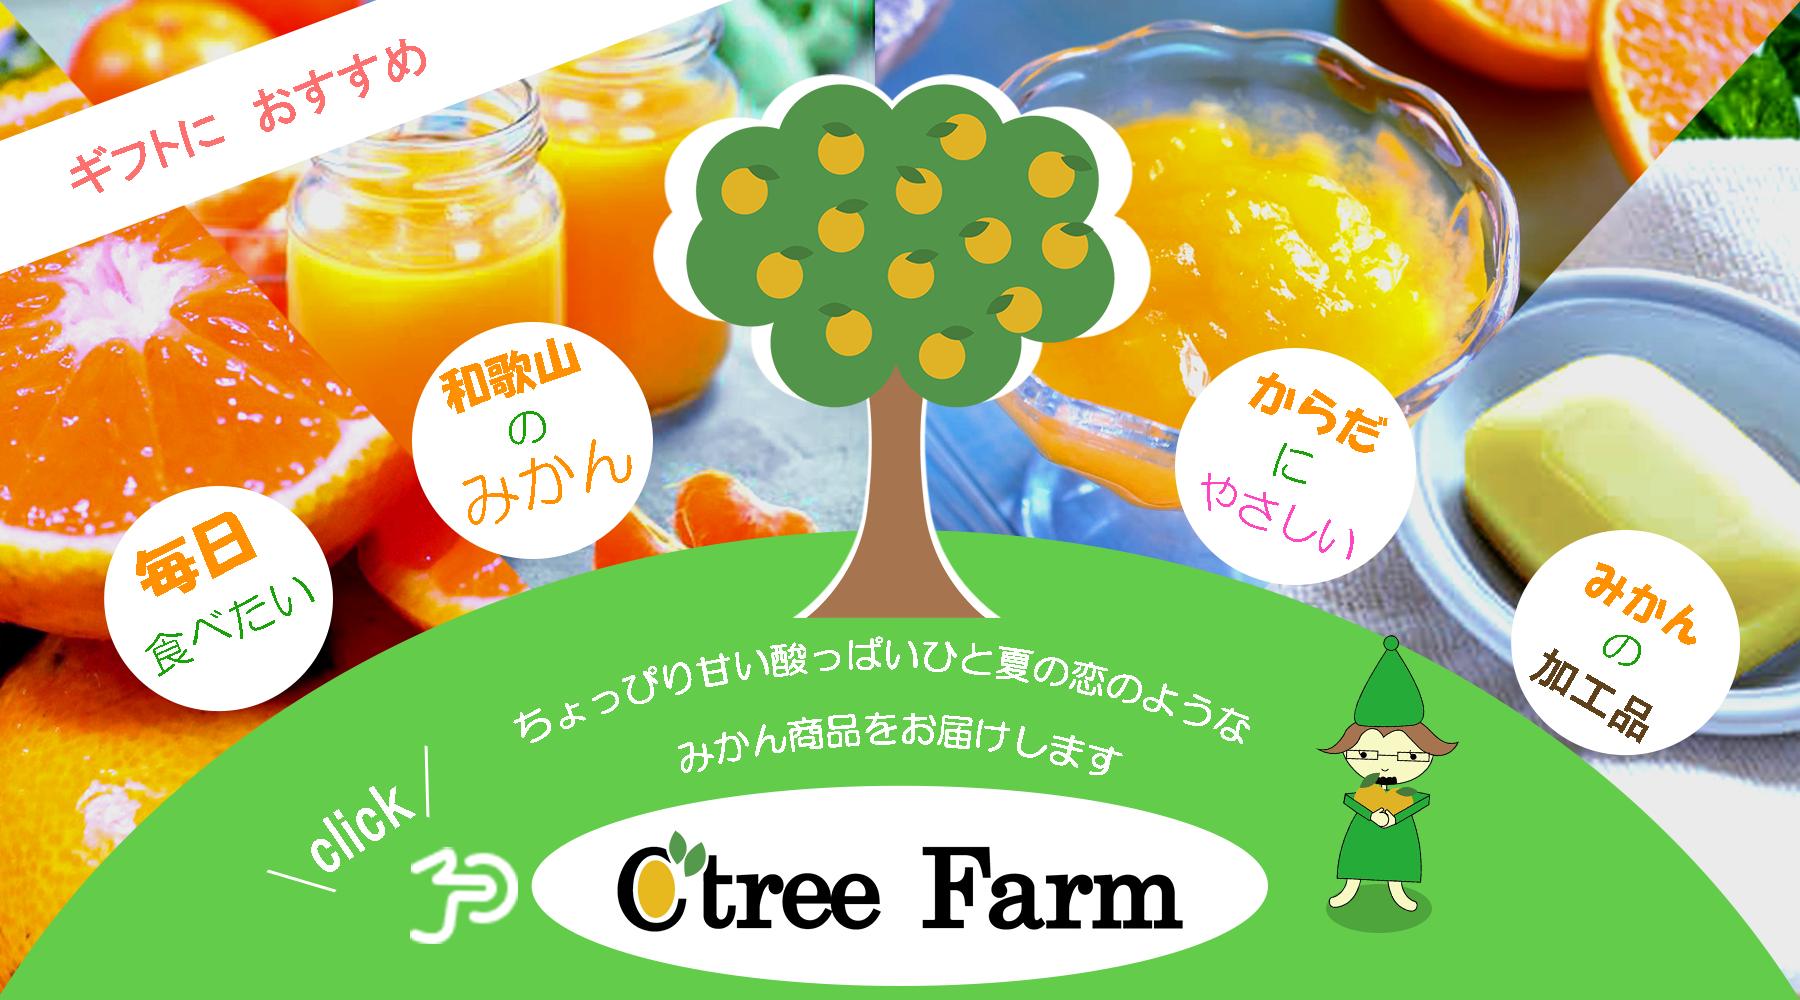 ギフトに おすすめ
和歌山
の
みかん
毎日
食べたい
からだ
に
やさしい
みかん
の
加工品
ちょっぴり甘い酸っぱいひと夏の恋のような
みかん商品をお届けします
\click/
C'tree Farm